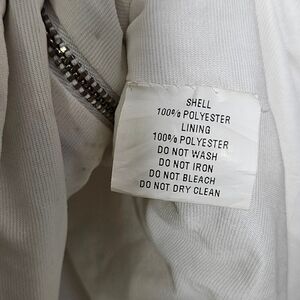 SHELL
100% POLYESTER
LINING
100% POLYESTER
DO NOT WASH
DO NOT IRON
DO NOT BLEACH
DO NOT DRY CLEAN